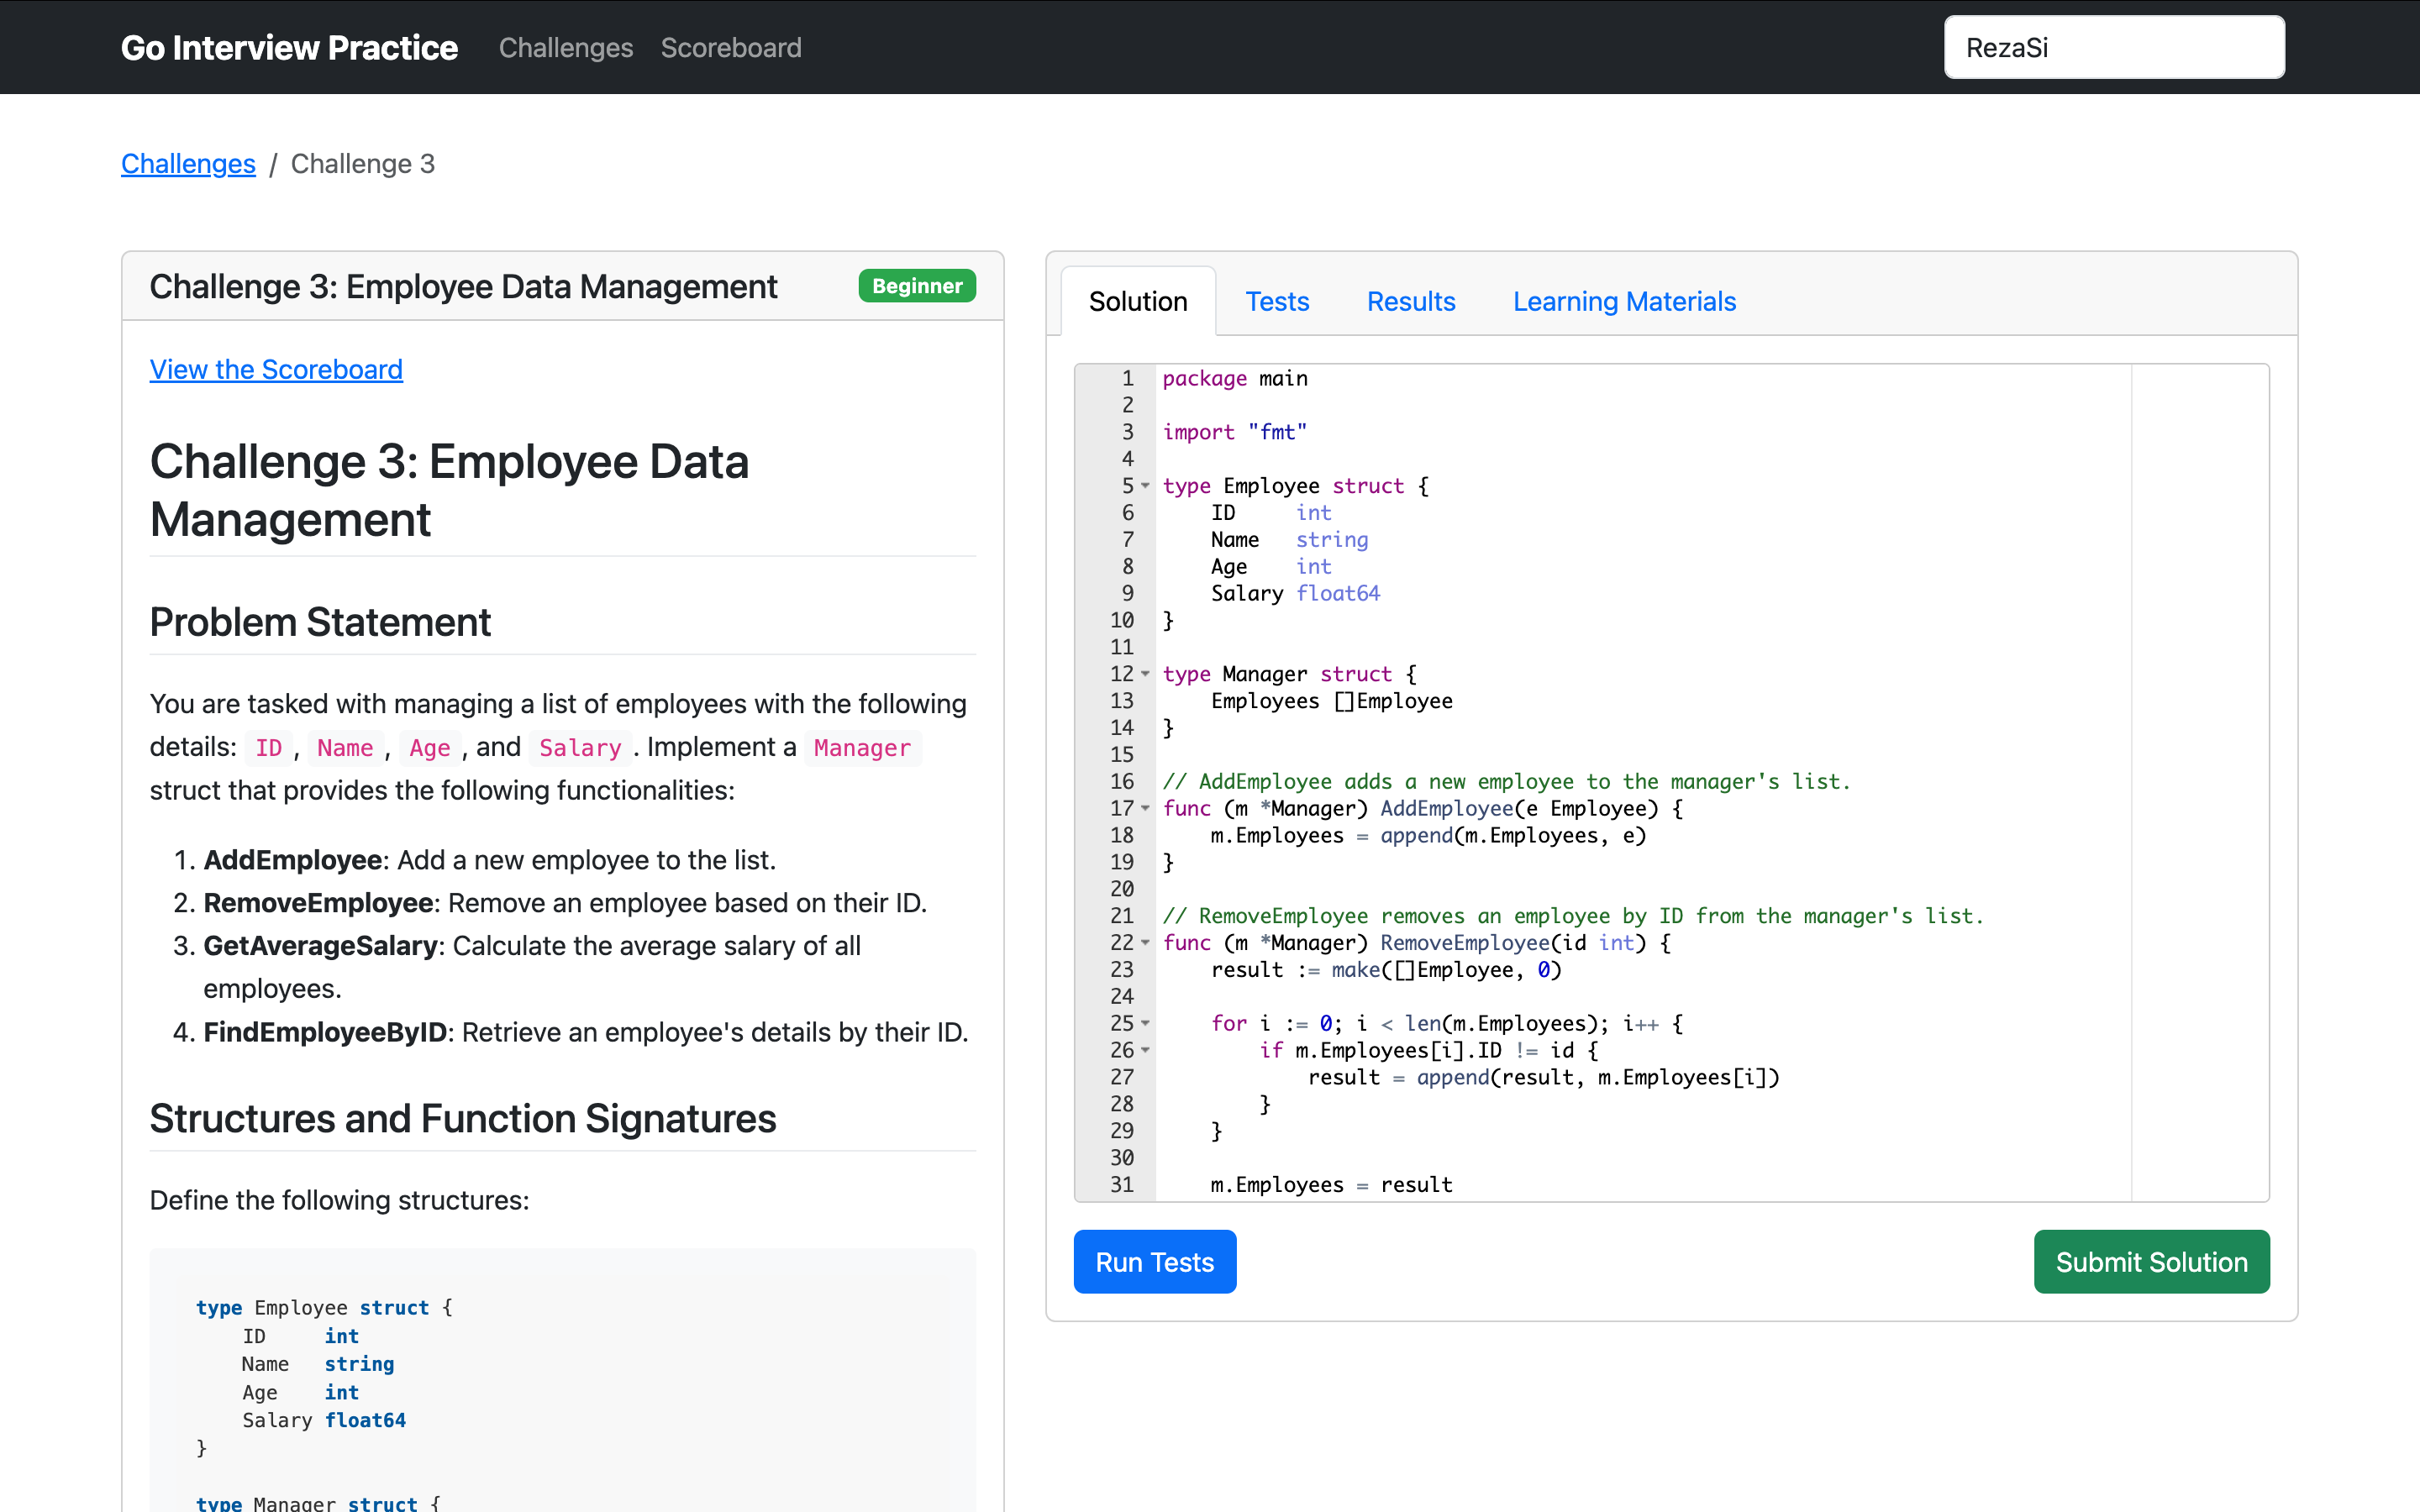 Go Interview Practice Challenges Scoreboard RezaSi
Challenges / Challenge 3
Challenge 3: Employee Data Management Beginner
View the Scoreboard
Challenge 3: Employee Data
Management
Problem Statement
You are tasked with managing a list of employees with the following
details: ID , Name , Age , and Salary . Implement a Manager
struct that provides the following functionalities:
1. AddEmployee: Add a new employee to the list.
2. RemoveEmployee: Remove an employee based on their ID.
3. GetAverageSalary: Calculate the average salary of all
employees.
4. FindEmployeeByID: Retrieve an employee's details by their ID.
Structures and Function Signatures
Define the following structures:
type Employee struct {
    ID     int
    Name   string
    Age    int
    Salary float64
}
type Manager struct {
Solution Tests Results Learning Materials
1 package main
2
3 import "fmt"
4
5 type Employee struct {
6     ID     int
7     Name   string
8     Age    int
9     Salary float64
10 }
11
12 type Manager struct {
13     Employees []Employee
14 }
15
16 // AddEmployee adds a new employee to the manager's list.
17 func (m *Manager) AddEmployee(e Employee) {
18     m.Employees = append(m.Employees, e)
19 }
20
21 // RemoveEmployee removes an employee by ID from the manager's list.
22 func (m *Manager) RemoveEmployee(id int) {
23     result := make([]Employee, 0)
24
25     for i := 0; i < len(m.Employees); i++ {
26         if m.Employees[i].ID != id {
27             result = append(result, m.Employees[i])
28         }
29     }
30
31     m.Employees = result
Run Tests Submit Solution